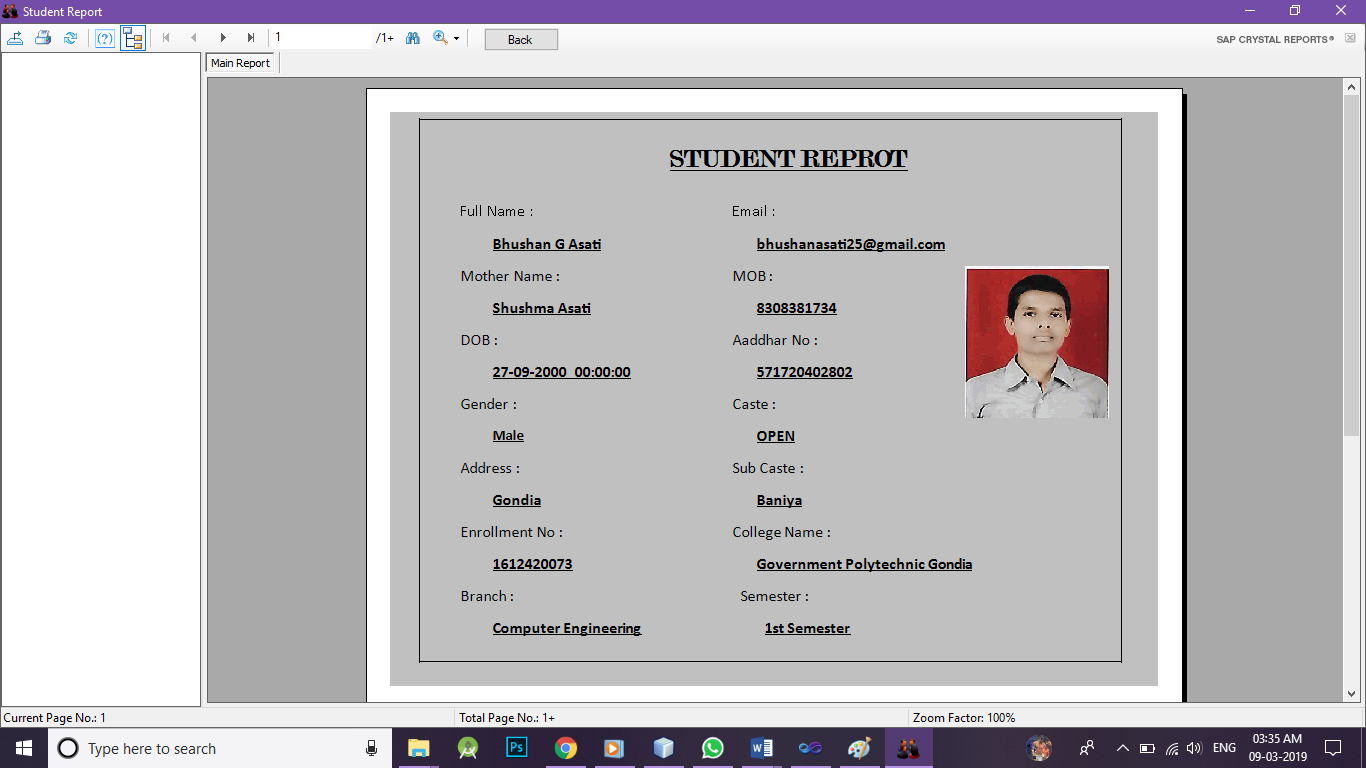 Student Report
1 /1+ Back SAP CRYSTAL REPORTS®
Main Report
STUDENT REPROT
Full Name : Email :
Bhushan G Asati bhushanasati25@gmail.com
Mother Name : MOB :
Shushma Asati 8308381734
DOB : Aaddhar No :
27-09-2000 00:00:00 571720402802
Gender : Caste :
Male OPEN
Address : Sub Caste :
Gondia Baniya
Enrollment No : College Name :
1612420073 Government Polytechnic Gondia
Branch : Semester :
Computer Engineering 1st Semester
Current Page No.: 1 Total Page No.: 1+ Zoom Factor: 100%
Type here to search Ps W ENG 03:35 AM
09-03-2019